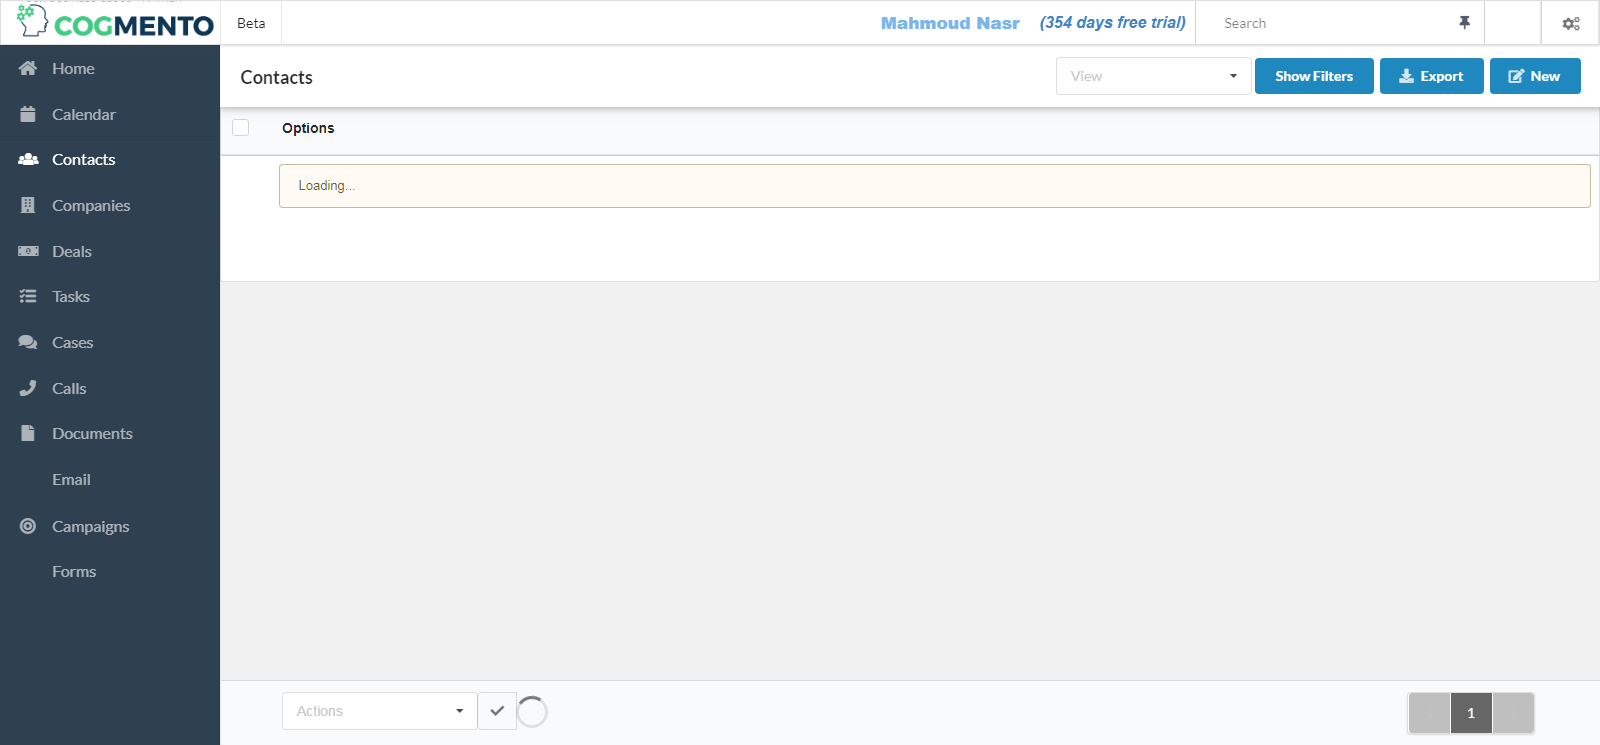 COGMENTO
Beta
Mahmoud Nasr
(354 days free trial)
Search
Home
Calendar
Contacts
Companies
Deals
Tasks
Cases
Calls
Documents
Email
Campaigns
Forms
Contacts
View
Show Filters
Export
New
Options
Loading...
Actions
1